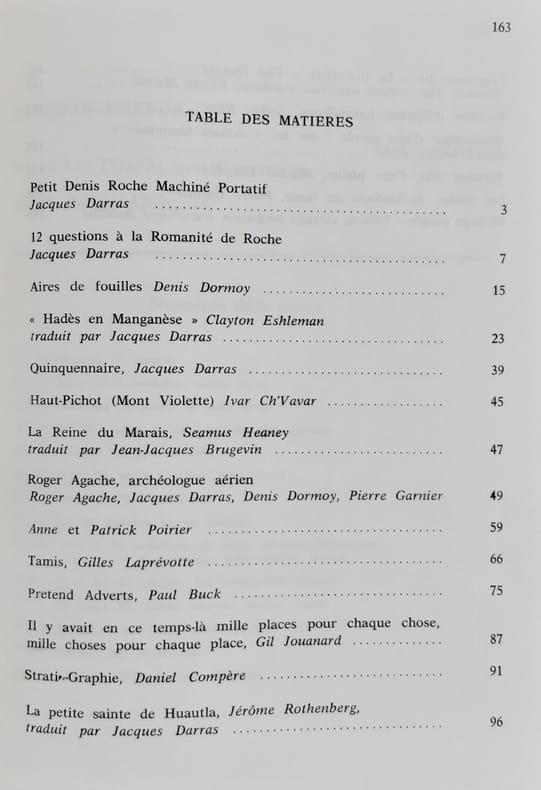 163
TABLE DES MATIERES
Petit Denis Roche Machiné Portatif
Jacques Darras ........ 3
12 questions à la Romanité de Roche
Jacques Darras ........ 7
Aires de fouilles Denis Dormoy ........ 15
« Hadès en Manganèse » Clayton Eshleman
traduit par Jacques Darras ........ 23
Quinquennaire, Jacques Darras ........ 39
Haut-Pichot (Mont Violette) Ivar Ch'Vavar ........ 45
La Reine du Marais, Seamus Heaney
traduit par Jean-Jacques Brugevin ........ 47
Roger Agache, archéologue aérien
Roger Agache, Jacques Darras, Denis Dormoy, Pierre Garnier 49
Anne et Patrick Poirier ........ 59
Tamis, Gilles Laprévotte ........ 66
Pretend Adverts, Paul Buck ........ 75
Il y avait en ce temps-là mille places pour chaque chose,
mille choses pour chaque place, Gil Jouanard ........ 87
Strati-Graphie, Daniel Compère ........ 91
La petite sainte de Huautla, Jérôme Rothenberg,
traduit par Jacques Darras ........ 96